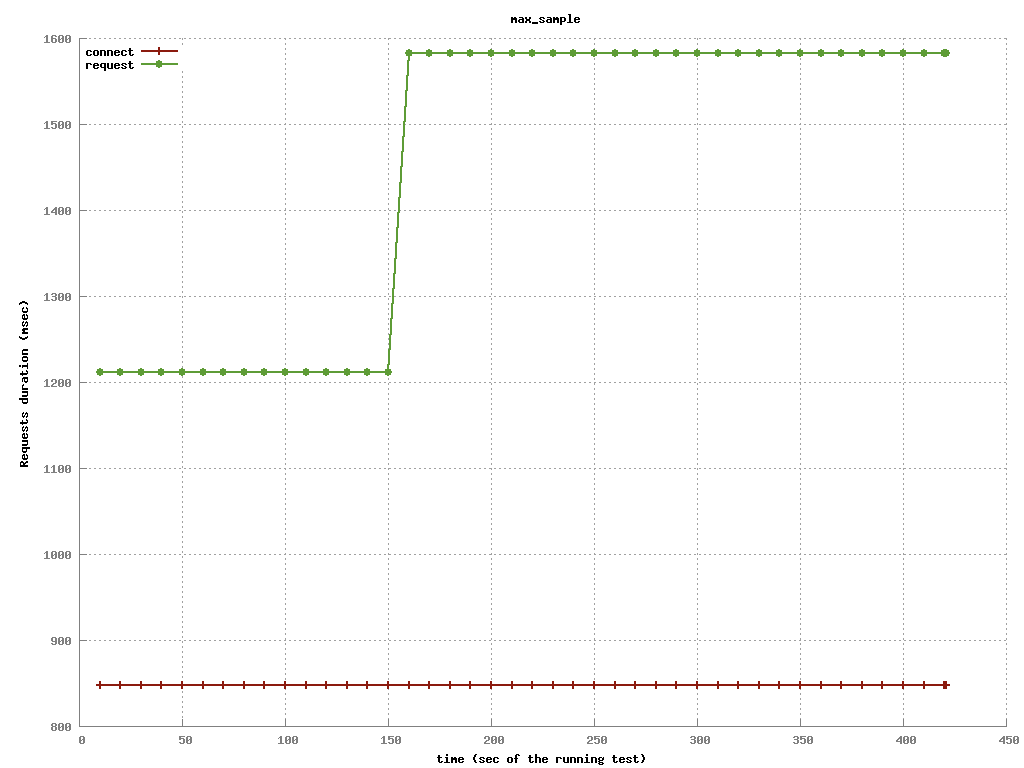 max_sample
connect
request
1600
1500
1400
1300
1200
1100
1000
900
800
Requests duration (msec)
0 50 100 150 200 250 300 350 400 450
time (sec of the running test)